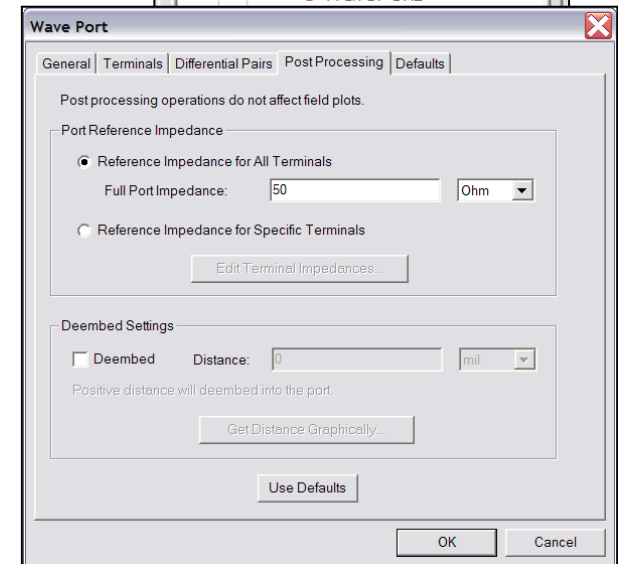 Wave Port
General Terminals Differential Pairs Post Processing Defaults
Post processing operations do not affect field plots.
Port Reference Impedance
Reference Impedance for All Terminals
Full Port Impedance: 50 Ohm
Reference Impedance for Specific Terminals
Edit Terminal Impedances...
Deembed Settings
Deembed Distance: 0 mil
Positive distance will deembed into the port.
Get Distance Graphically...
Use Defaults
OK Cancel